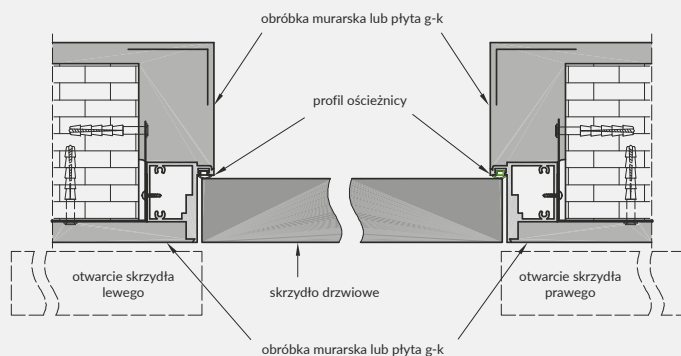 obróbka murarska lub płyta g-k
profil ościeżnicy
otwarcie skrzydła
lewego
skrzydło drzwiowe
otwarcie skrzydła
prawego
obróbka murarska lub płyta g-k